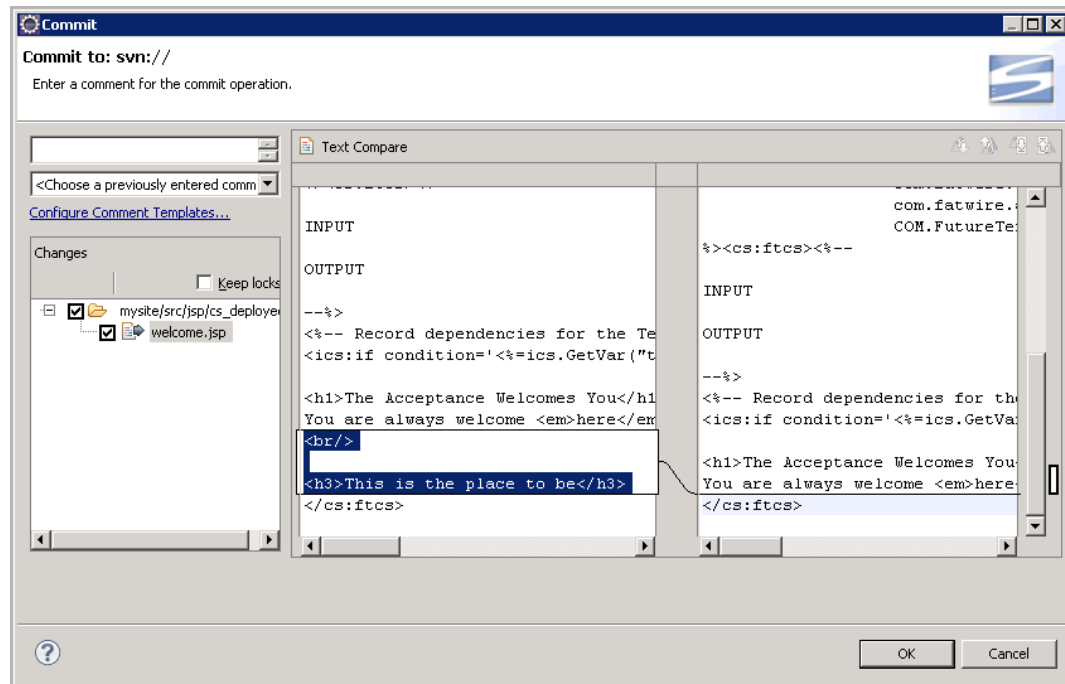 Commit
Commit to: svn://
Enter a comment for the commit operation.
<Choose a previously entered comm
Configure Comment Templates...
Changes
Keep locks
mysite/src/jsp/cs_deployed
welcome.jsp
Text Compare
INPUT
OUTPUT
--%>
<%-- Record dependencies for the Te
<ics:if condition='<%=ics.GetVar("t
<h1>The Acceptance Welcomes You</h1
You are always welcome <em>here</em
<br/>
<h3>This is the place to be</h3>
</cs:ftcs>
com.fatwire.
COM.FutureTe
%><cs:ftcs><%--
INPUT
OUTPUT
--%>
<%-- Record dependencies for th
<ics:if condition='<%=ics.GetVa
<h1>The Acceptance Welcomes You
You are always welcome <em>here
</cs:ftcs>
OK
Cancel